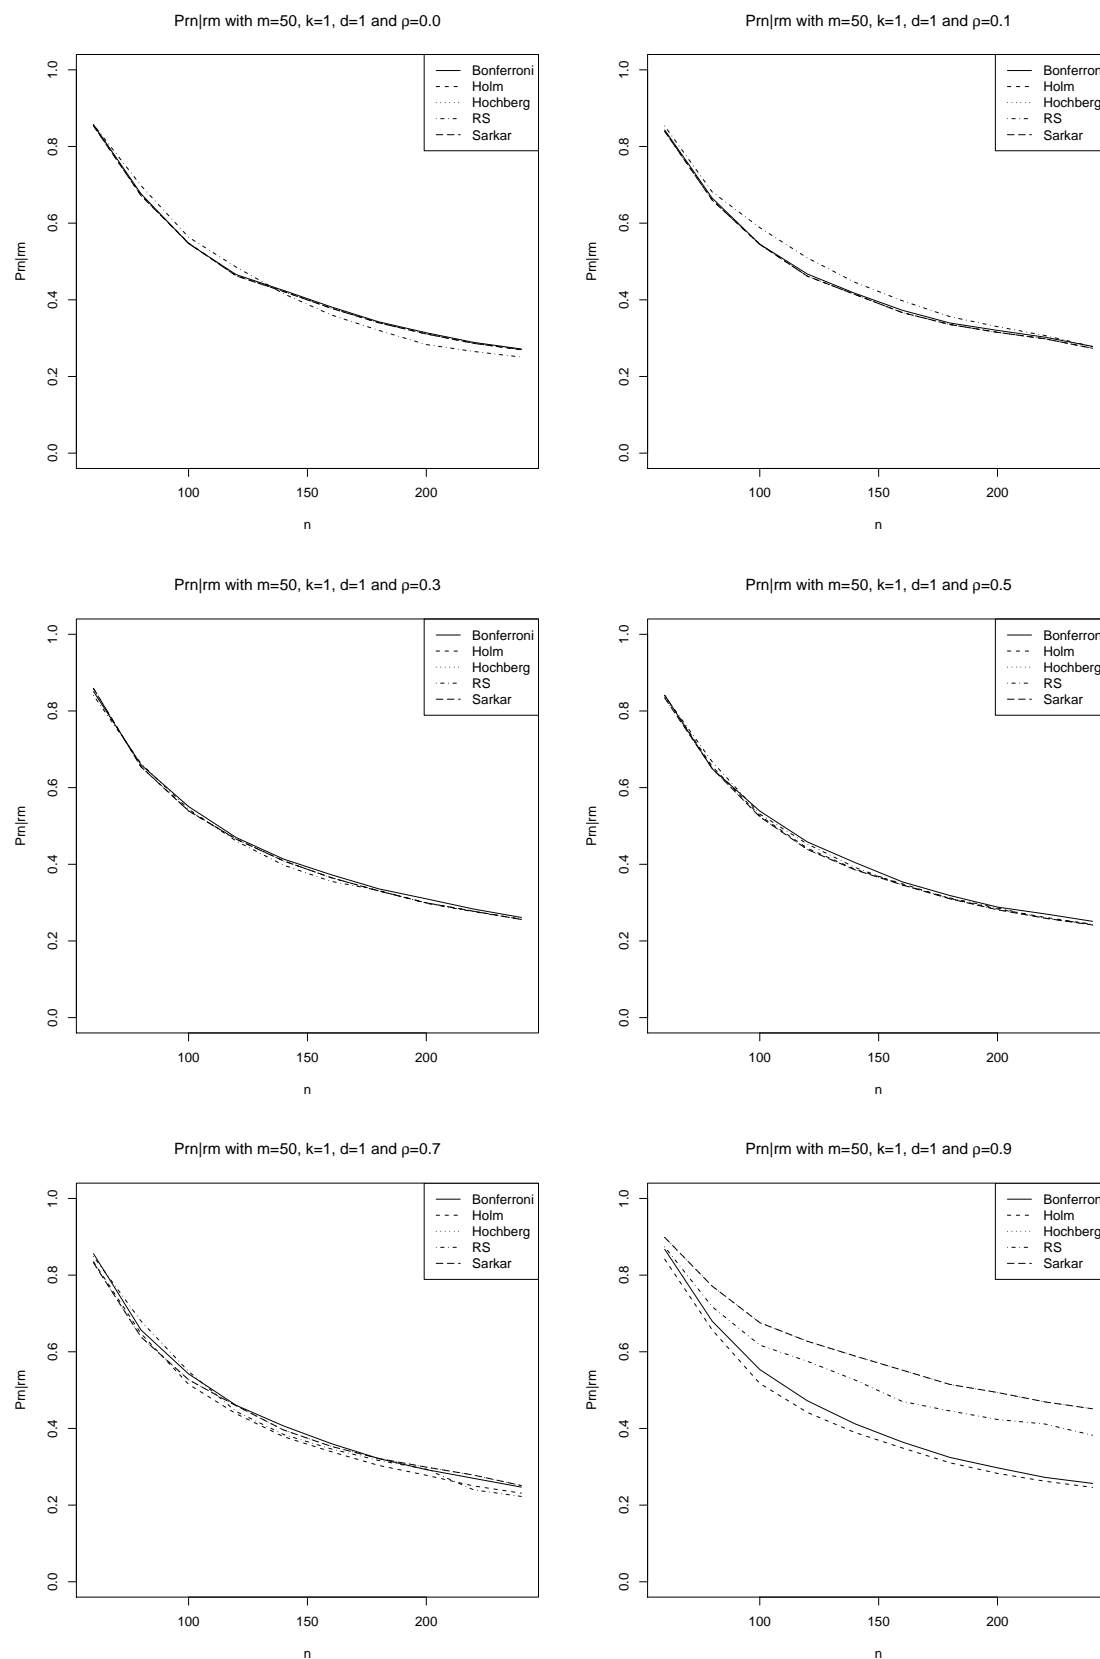 Prn|rm with m=50, k=1, d=1 and ρ=0.0
Prn|rm
0.0 0.2 0.4 0.6 0.8 1.0
Bonferroni
Holm
Hochberg
RS
Sarkar
100 150 200
n
Prn|rm with m=50, k=1, d=1 and ρ=0.1
Prn|rm
0.0 0.2 0.4 0.6 0.8 1.0
Bonferron
Holm
Hochberg
RS
Sarkar
100 150 200
n
Prn|rm with m=50, k=1, d=1 and ρ=0.3
Prn|rm
0.0 0.2 0.4 0.6 0.8 1.0
Bonferroni
Holm
Hochberg
RS
Sarkar
100 150 200
n
Prn|rm with m=50, k=1, d=1 and ρ=0.5
Prn|rm
0.0 0.2 0.4 0.6 0.8 1.0
Bonferron
Holm
Hochberg
RS
Sarkar
100 150 200
n
Prn|rm with m=50, k=1, d=1 and ρ=0.7
Prn|rm
0.0 0.2 0.4 0.6 0.8 1.0
Bonferroni
Holm
Hochberg
RS
Sarkar
100 150 200
n
Prn|rm with m=50, k=1, d=1 and ρ=0.9
Prn|rm
0.0 0.2 0.4 0.6 0.8 1.0
Bonferron
Holm
Hochberg
RS
Sarkar
100 150 200
n